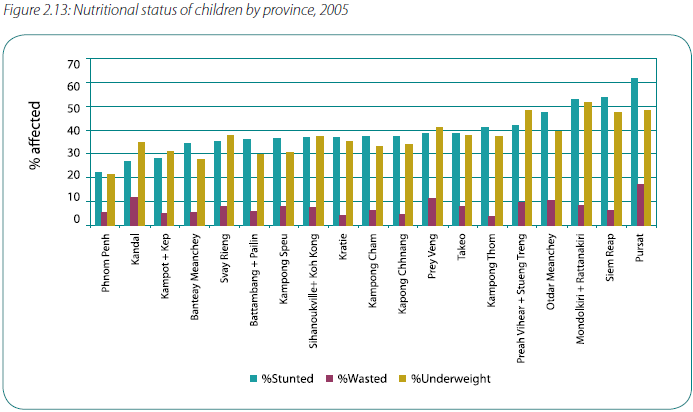 Figure 2.13: Nutritional status of children by province, 2005
70
60
50
40
30
20
10
0
% affected
Phnom Penh
Kandal
Kampot + Kep
Banteay Meanchey
Svay Rieng
Battambang + Pailin
Kampong Speu
Sihanoukville+ Koh Kong
Kratie
Kampong Cham
Kapong Chhnang
Prey Veng
Takeo
Kampong Thom
Preah Vihear + Stueng Treng
Otdar Meanchey
Mondolkiri + Rattanakiri
Siem Reap
Pursat
%Stunted %Wasted %Underweight